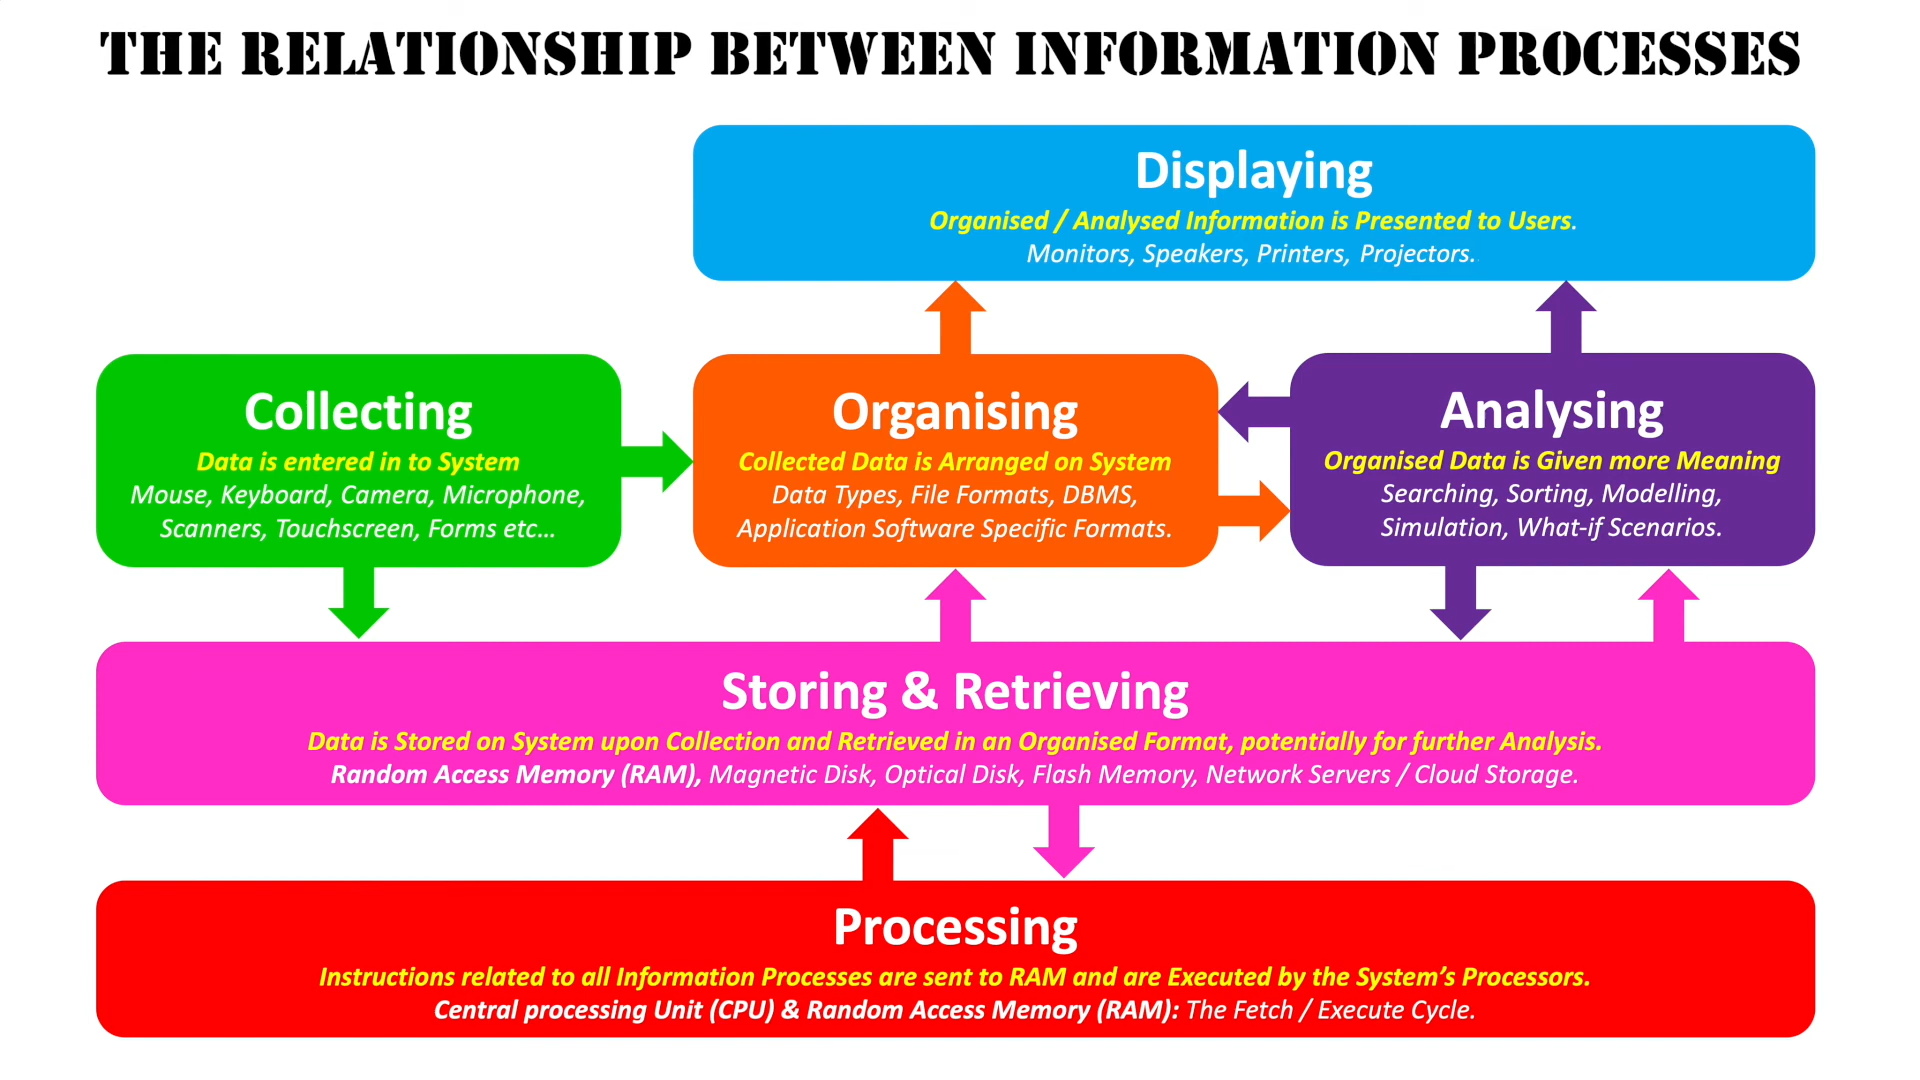 THE RELATIONSHIP BETWEEN INFORMATION PROCESSES
Displaying
Organised / Analysed Information is Presented to Users.
Monitors, Speakers, Printers, Projectors.
Collecting
Data is entered in to System
Mouse, Keyboard, Camera, Microphone,
Scanners, Touchscreen, Forms etc...
Organising
Collected Data is Arranged on System
Data Types, File Formats, DBMS,
Application Software Specific Formats.
Analysing
Organised Data is Given more Meaning
Searching, Sorting, Modelling,
Simulation, What-if Scenarios.
Storing & Retrieving
Data is Stored on System upon Collection and Retrieved in an Organised Format, potentially for further Analysis.
Random Access Memory (RAM), Magnetic Disk, Optical Disk, Flash Memory, Network Servers / Cloud Storage.
Processing
Instructions related to all Information Processes are sent to RAM and are Executed by the System’s Processors.
Central processing Unit (CPU) & Random Access Memory (RAM): The Fetch / Execute Cycle.